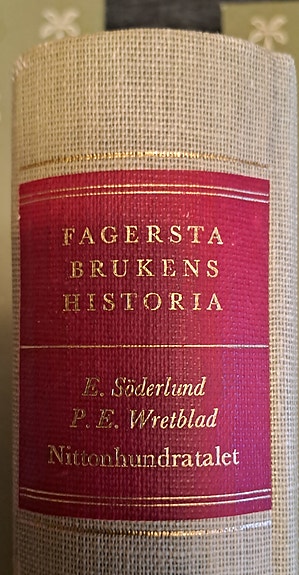 FAGERSTA
BRUKENS
HISTORIA
E. Söderlund
P. E. Wretblad
Nittonhundratalet